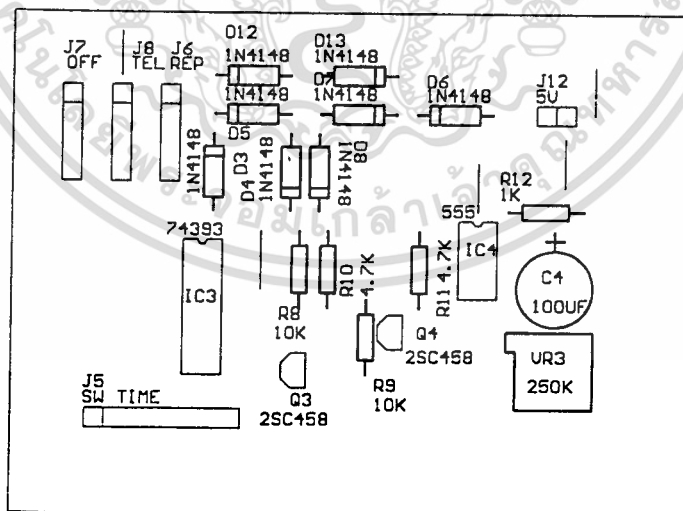 D12
1N4148
D13
1N4148
J7
OFF
J8
TEL
J6
REP
1N4148
D5
D7
1N4148
D6
1N4148
J12
5V
1N4148
D3
D4
1N4148
D8
1N4148
R12
1K
74393
IC3
555
IC4
R8
10K
R10
4.7K
R11
4.7K
C4
100UF
Q4
2SC458
VR3
250K
R9
10K
Q3
2SC458
J5
SW TIME